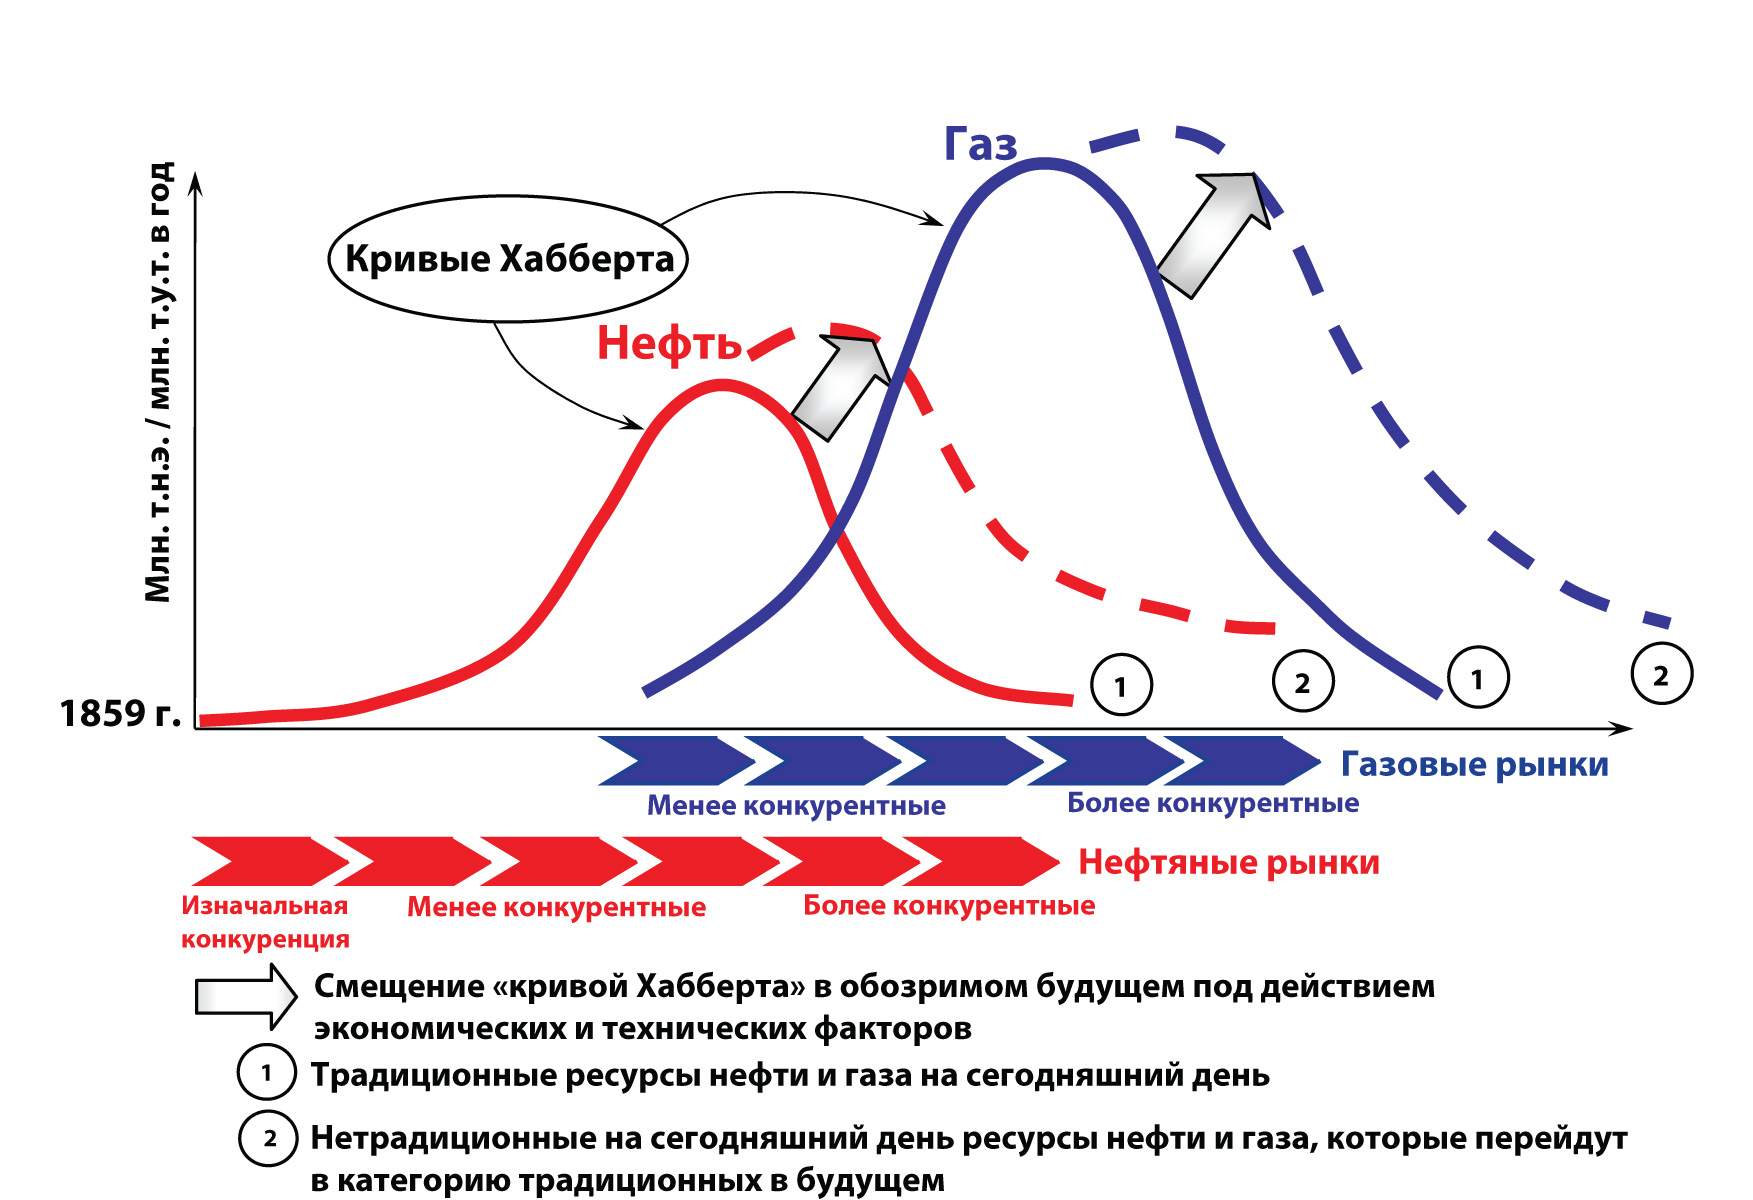 Газ
Млн. т.н.э. / млн. т.у.т. в год
Кривые Хабберта
Нефть
1
2
1
2
1859 г.
Газовые рынки
Менее конкурентные
Более конкурентные
Нефтяные рынки
Изначальная
конкуренция
Менее конкурентные
Более конкурентные
Смещение «кривой Хабберта» в обозримом будущем под действием
экономических и технических факторов
1 Традиционные ресурсы нефти и газа на сегодняшний день
2 Нетрадиционные на сегодняшний день ресурсы нефти и газа, которые перейдут
в категорию традиционных в будущем